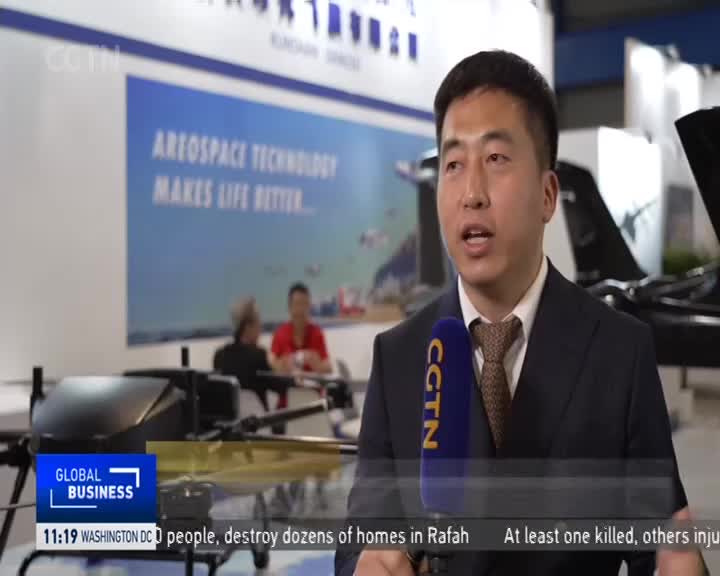 CGTN
AREOSPACE TECHNOLOGY
MAKES LIFE BETTER...
CGTN
GLOBAL
BUSINESS
11:19 WASHINGTON DC
0 people, destroy dozens of homes in Rafah At least one killed, others inju